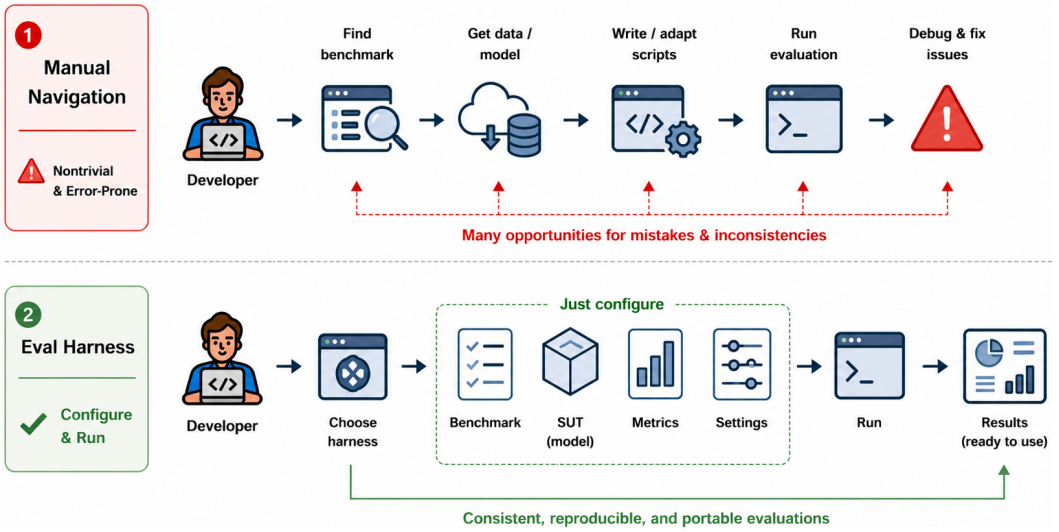 1
Manual
Navigation
Nontrivial
& Error-Prone
Developer
Find
benchmark
Get data /
model
Write / adapt
scripts
Run
evaluation
Debug & fix
issues
</>
</>
>_
!
Many opportunities for mistakes & inconsistencies
2
Eval Harness
Configure
& Run
</>
Developer
Choose
harness
Just configure
Benchmark
SUT
(model)
Metrics
Settings
>_
Run
Results
(ready to use)
Consistent, reproducible, and portable evaluations